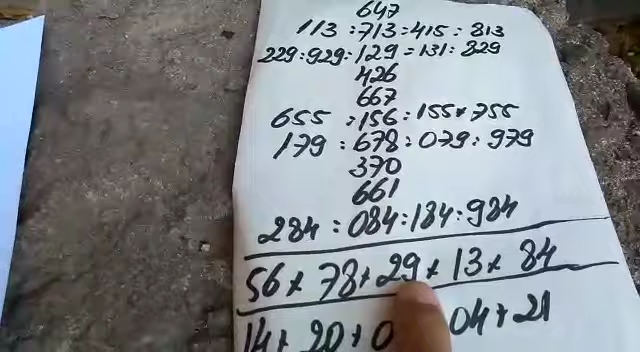 647
113 : 713 = 415 : 813
229 : 929 : 129 = 131 : 829
426
667
655 : 156 : 155 * 755
179 : 678 : 079 : 979
370
661
284 : 084 : 184 : 984
56 * 78 * 29 * 13 * 84
14 + 20 + 04 + 21